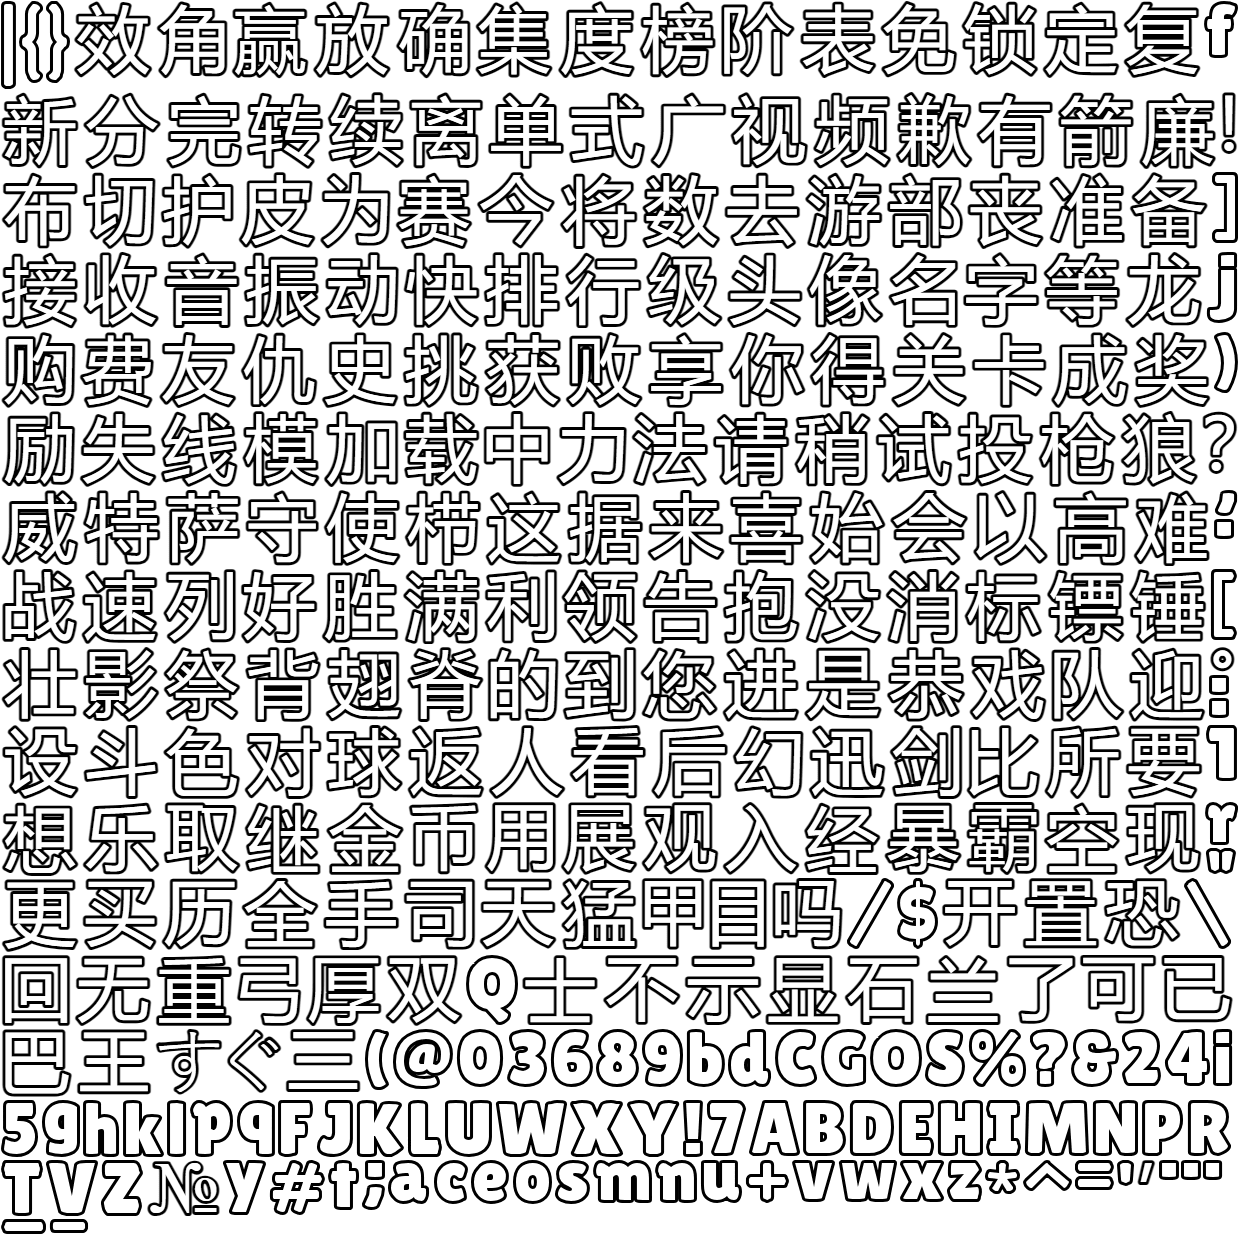 |{}效角赢放确集度榜阶表免锁定复f
新分完转续离单式广视频歉有箭廉!
布切护皮为赛今将数去游部丧准备]
接收音振动快排行级头像名字等龙j
购费友仇史挑获败享你得关卡成奖)
励失线模加载中力法请稍试投枪狼?
威特萨守使栉这据来喜始会以高难;
战速列好胜满利领告抱没消标镖锤[
壮影祭背翅脊的到您进是恭戏队迎:
设斗色对球返人看后幻迅剑比所要1
想乐取继金币用展观入经暴霸空现r"
更买历全手司天猛甲目吗/$开置恐\
回无重弓厚双Q士不示显石兰了可已
巴王すぐ三(@03689bdCGOS%?&24i
5ghklpqFJKLUWXY!7ABDEHIMNPR
TVZ№y#t;aceosmnu+vwxz*^='"…